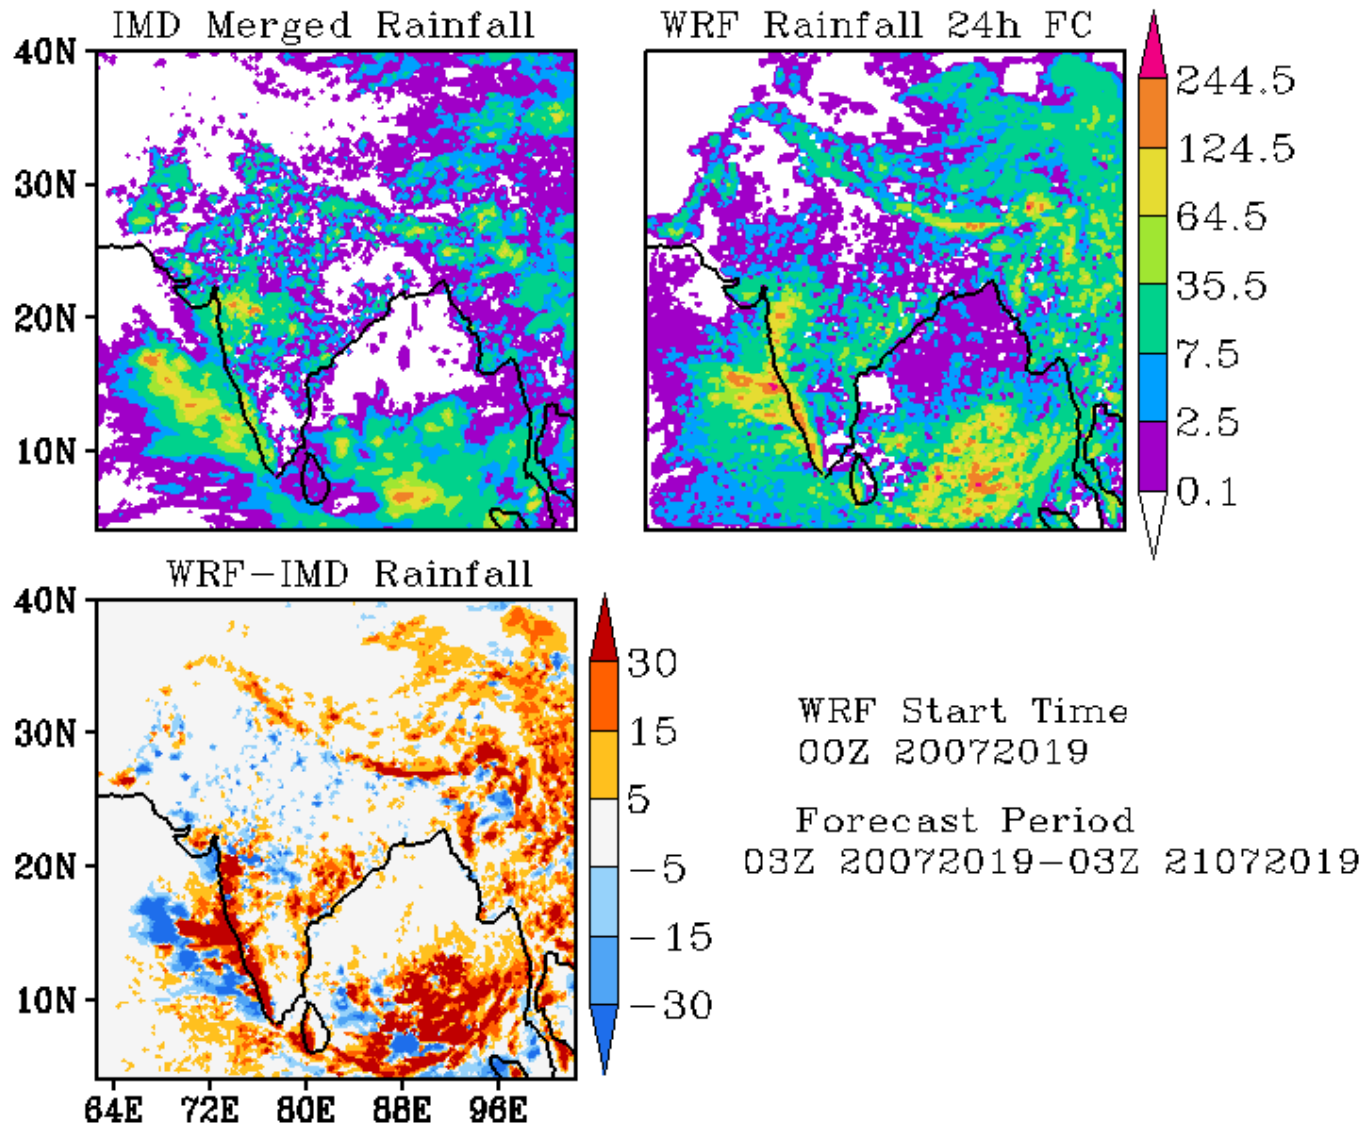 IMD Merged Rainfall
WRF Rainfall 24h FC
40N
30N
20N
10N
244.5
124.5
64.5
35.5
7.5
2.5
0.1
WRF-IMD Rainfall
40N
30N
20N
10N
64E 72E 80E 88E 96E
30
15
5
-5
-15
-30
WRF Start Time
00Z 20072019
Forecast Period
03Z 20072019-03Z 21072019